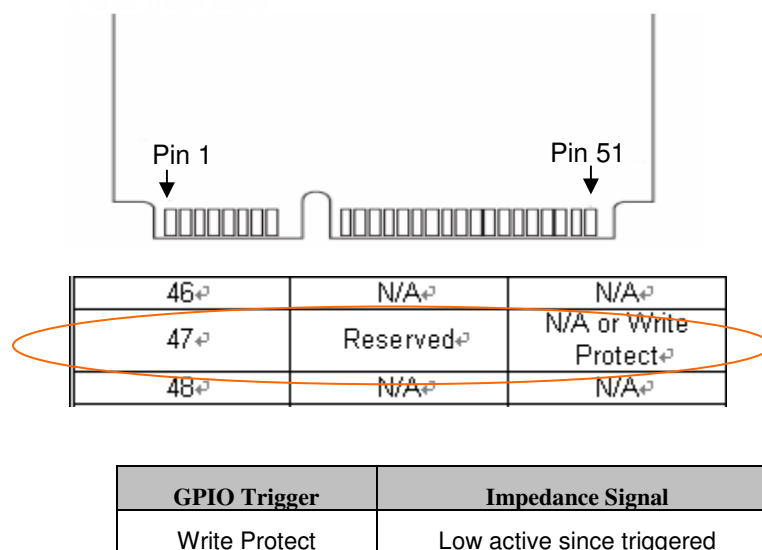 Pin 1 Pin 51
46↵ N/A↵ N/A↵
47↵ Reserved↵ N/A or Write
Protect↵
48↵ N/A↵ N/A↵
GPIO Trigger Impedance Signal
Write Protect Low active since triggered